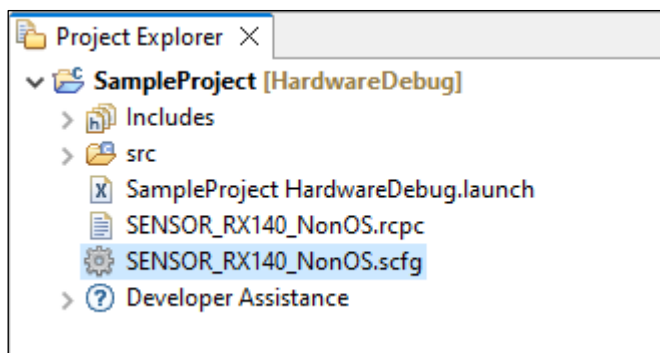 Project Explorer
SampleProject [HardwareDebug]
Includes
src
SampleProject HardwareDebug.launch
SENSOR_RX140_NonOS.rcpc
SENSOR_RX140_NonOS.scfg
Developer Assistance